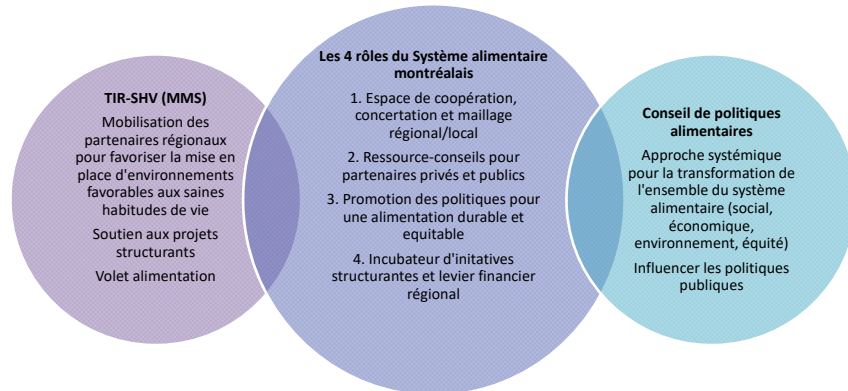 TIR-SHV (MMS)
Mobilisation des
partenaires régionaux
pour favoriser la mise en
place d'environnements
favorables aux saines
habitudes de vie
Soutien aux projets
structurants
Volet alimentation
Les 4 rôles du Système alimentaire
montréalais
1. Espace de coopération,
concertation et maillage
régional/local
2. Ressource-conseils pour
partenaires privés et publics
3. Promotion des politiques pour
une alimentation durable et
equitable
4. Incubateur d'initatives
structurantes et levier financier
régional
Conseil de politiques
alimentaires
Approche systémique
pour la transformation de
l'ensemble du système
alimentaire (social,
économique,
environnement, équité)
Influencer les politiques
publiques